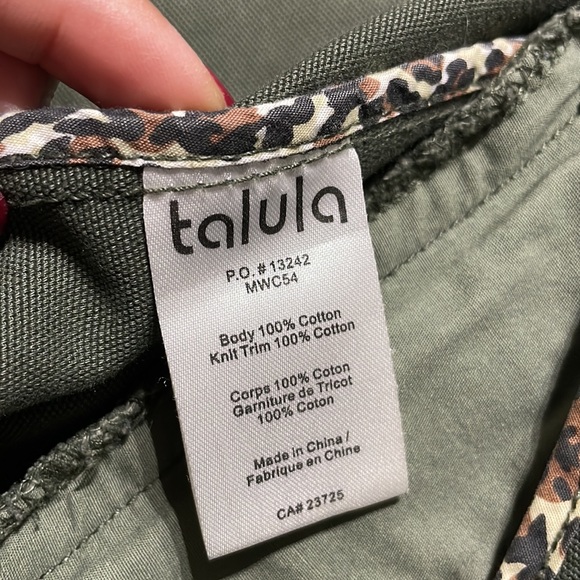 talula
P.O. # 13242
MWC54
Body 100% Cotton
Knit Trim 100% Cotton
Corps 100% Coton
Garniture de Tricot
100% Coton
Made in China /
Fabrique en Chine
CA# 23725